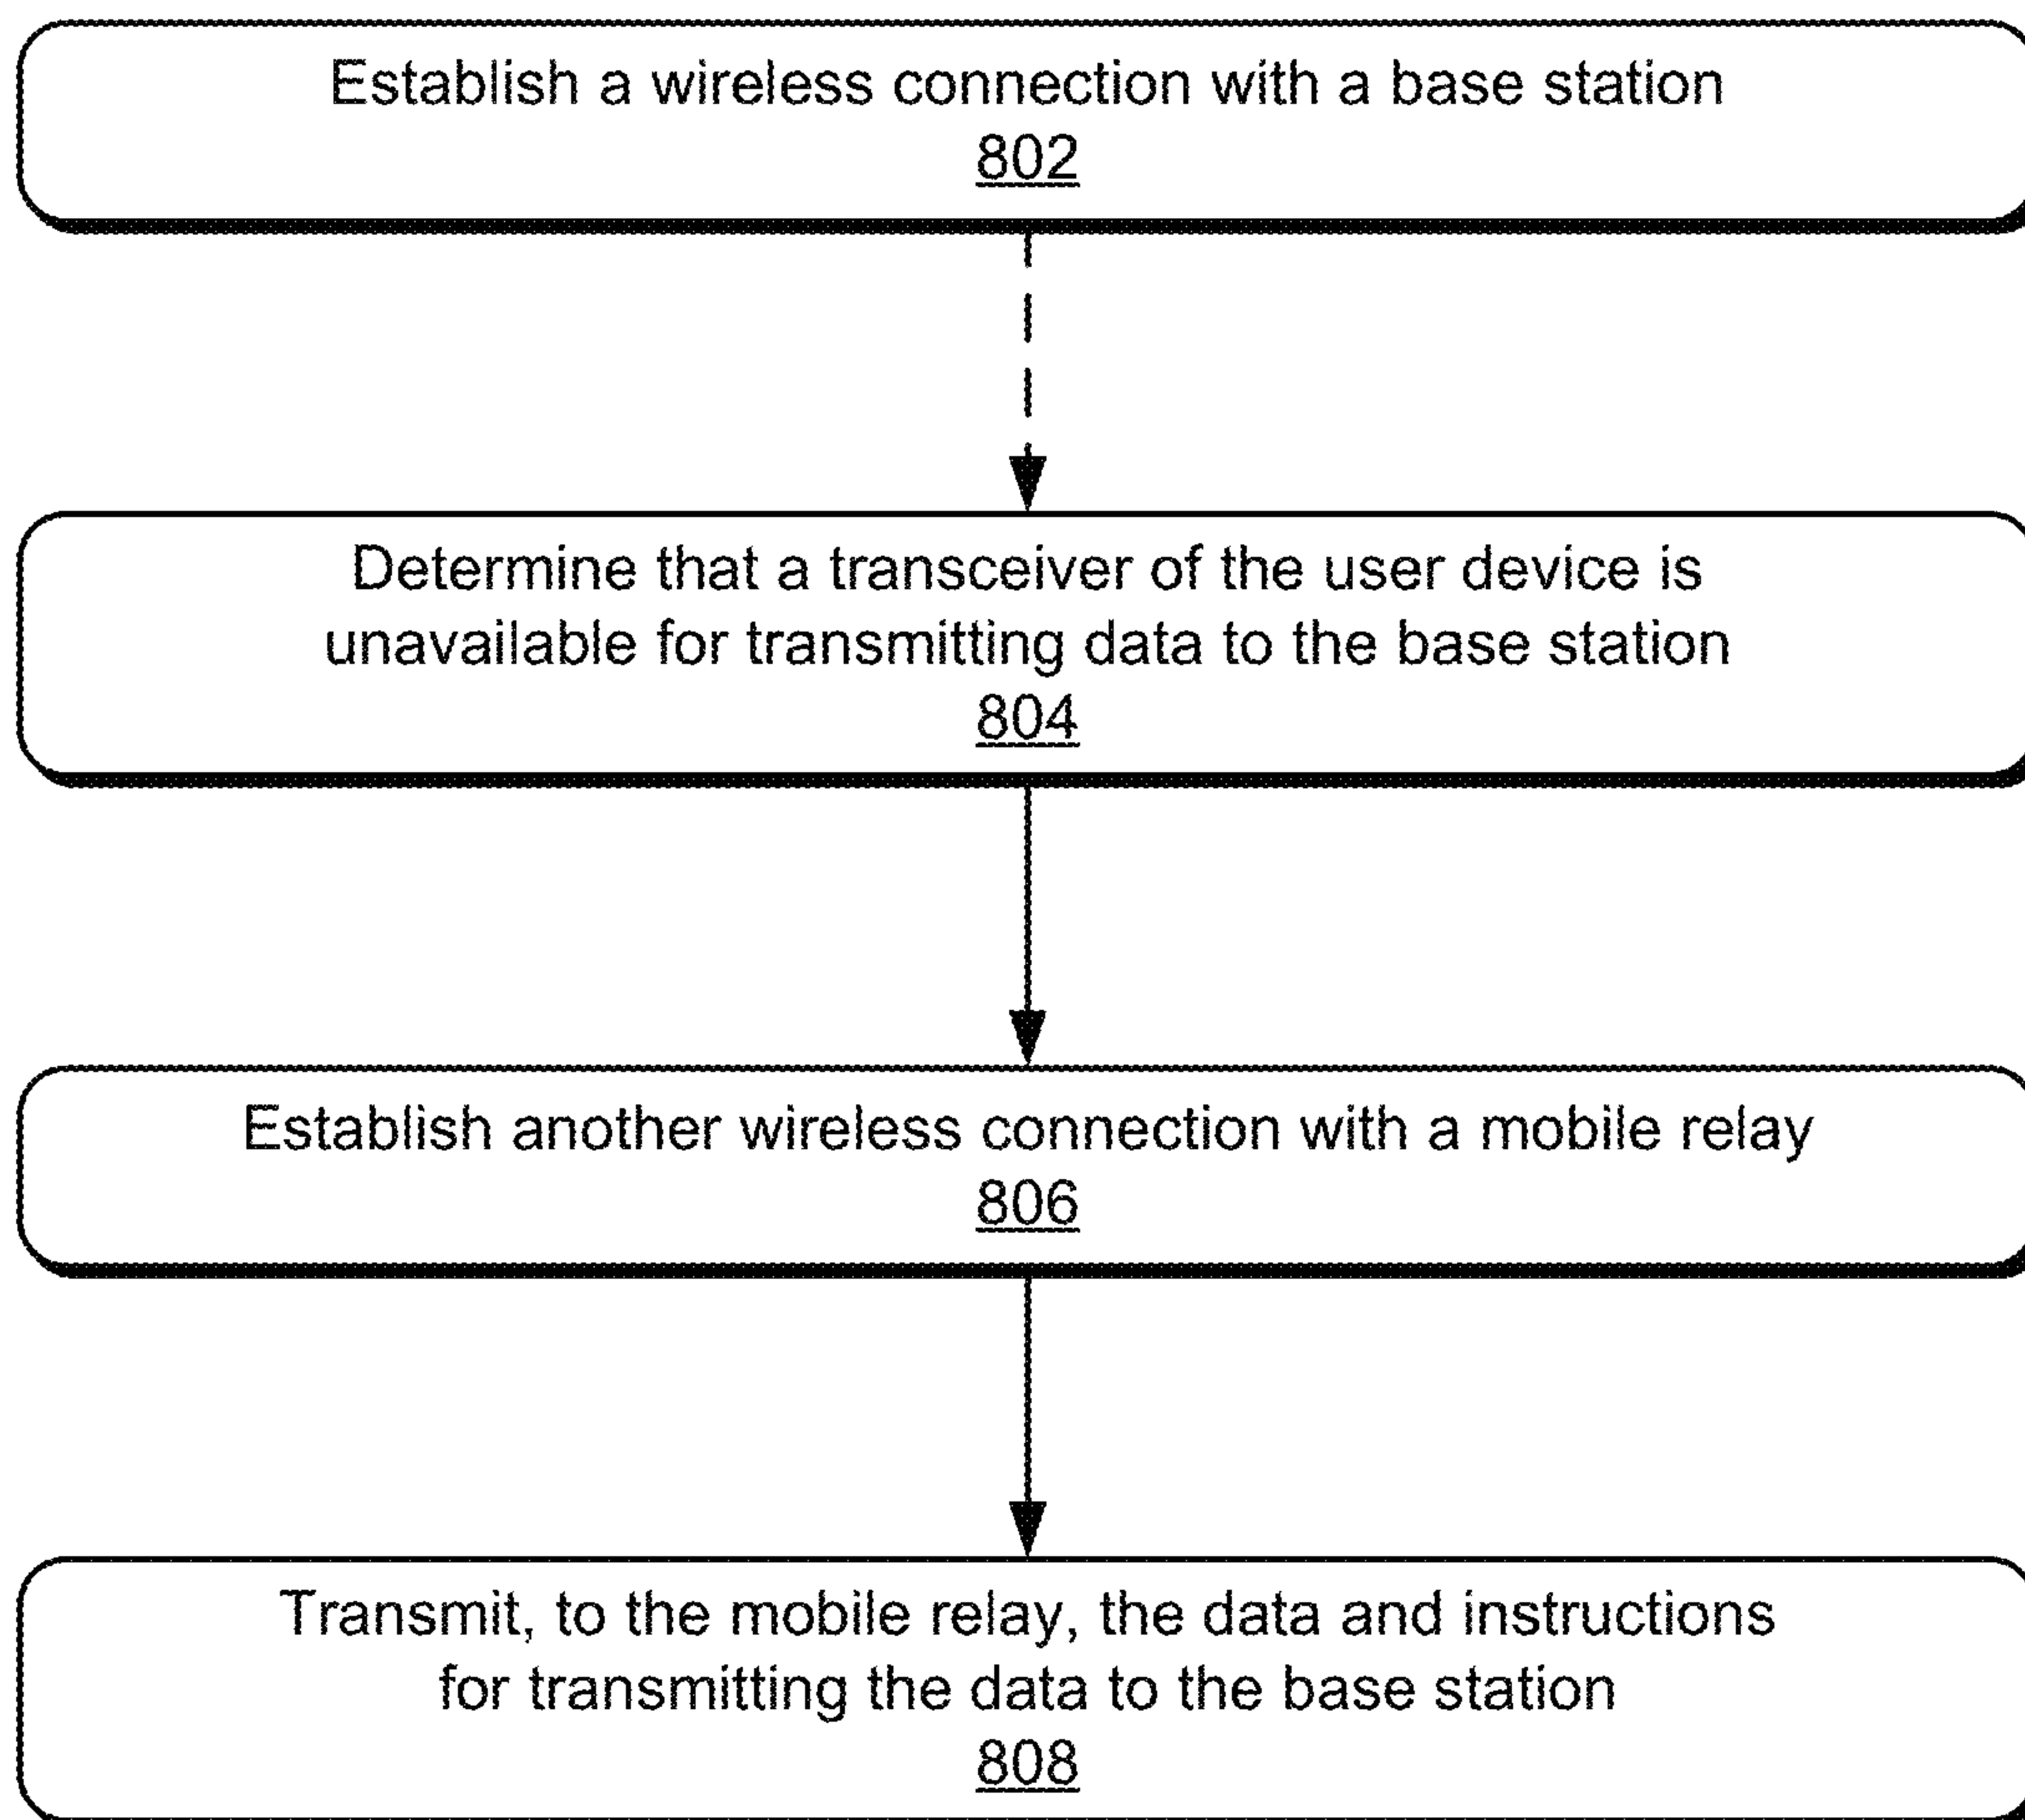 Establish a wireless connection with a base station
802
Determine that a transceiver of the user device is
unavailable for transmitting data to the base station
804
Establish another wireless connection with a mobile relay
806
Transmit, to the mobile relay, the data and instructions
for transmitting the data to the base station
808